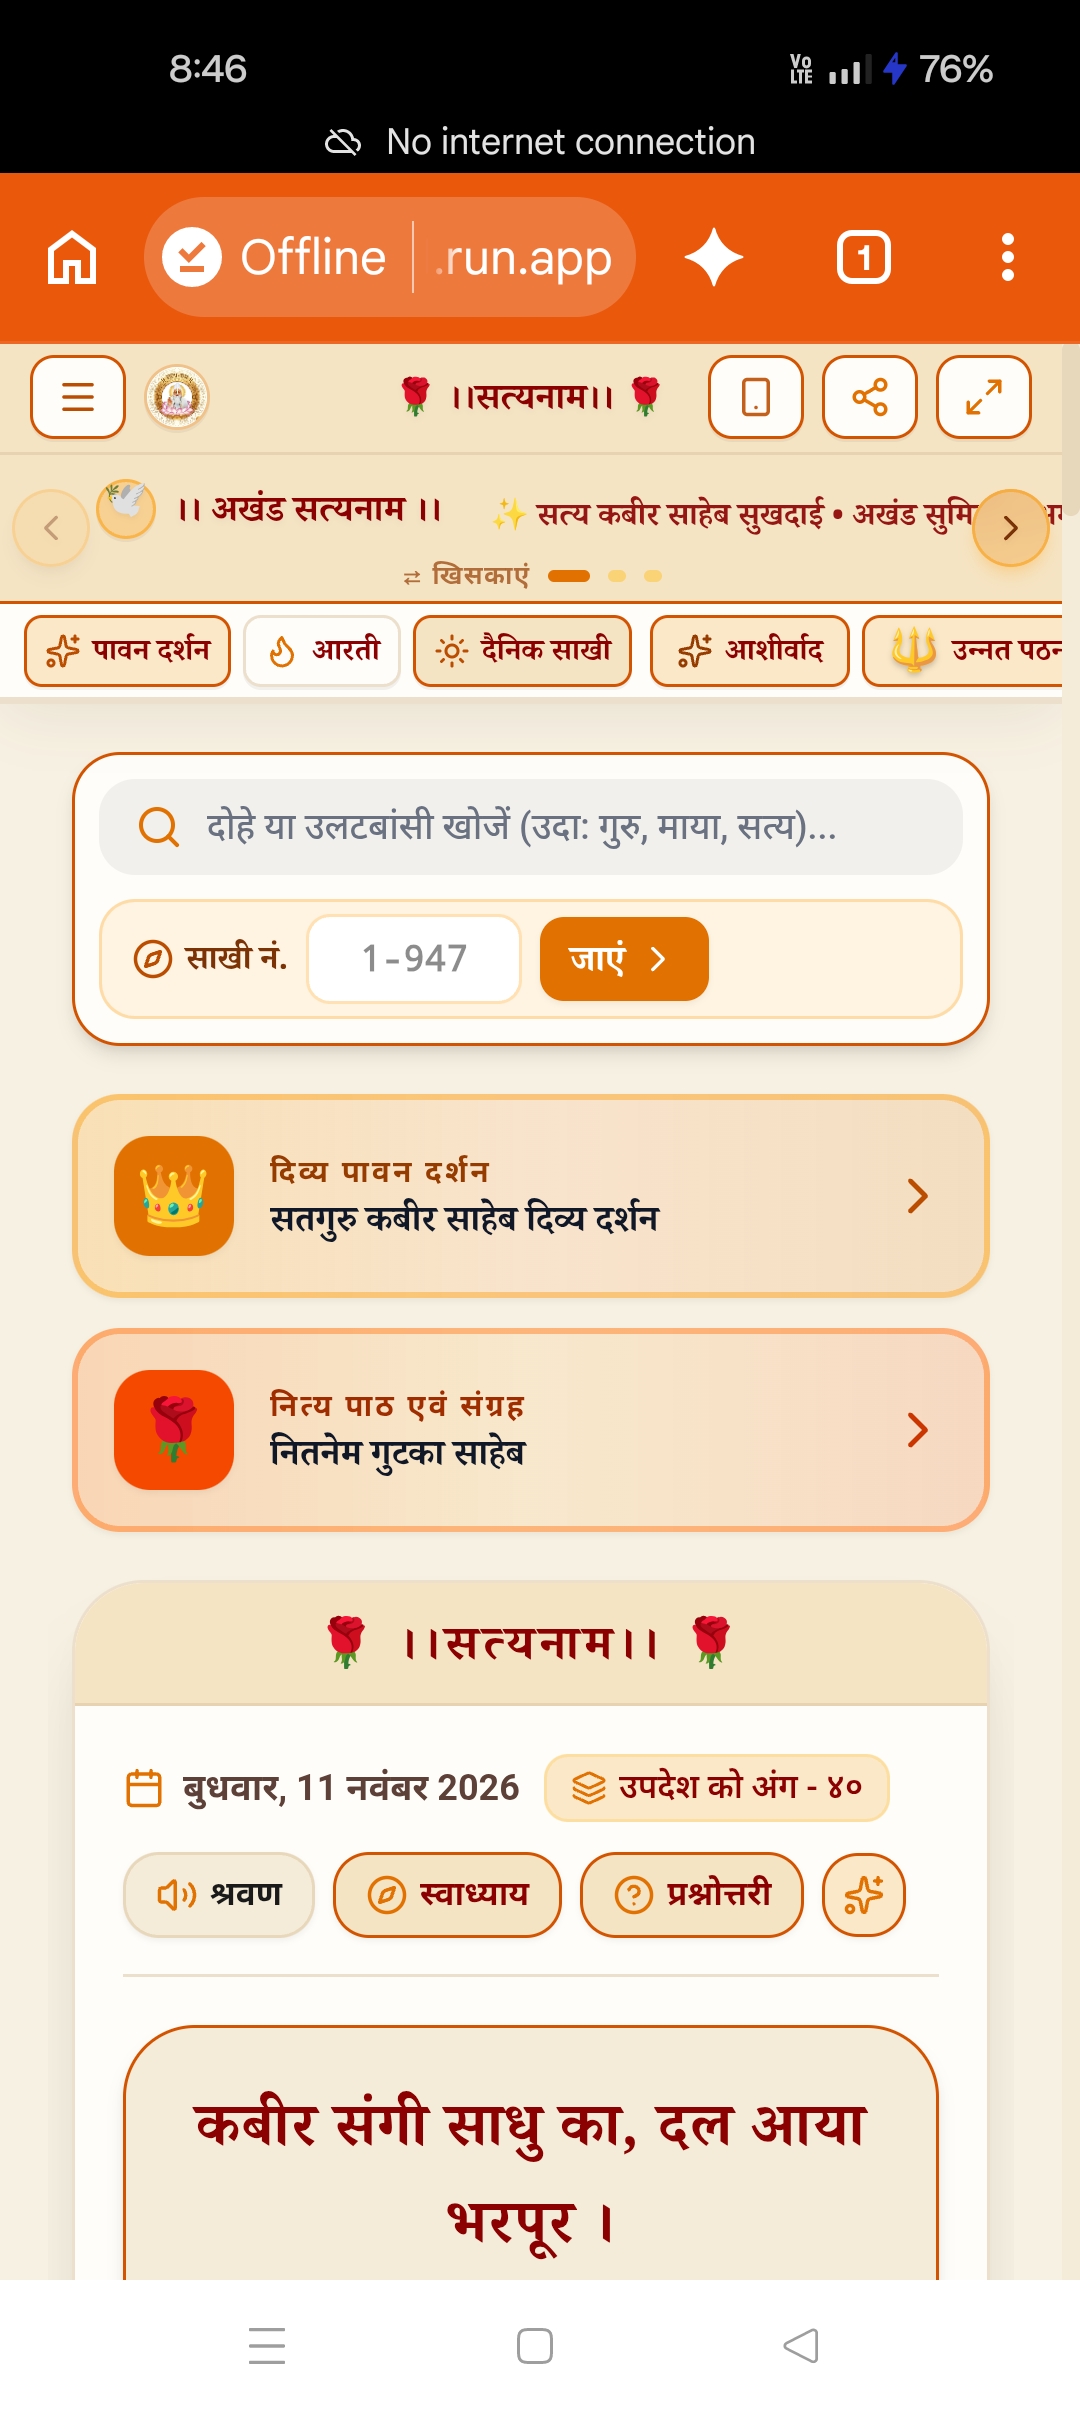 8:46
Vo LTE 76%
No internet connection
Offline .run.app 1
🌹 ।।सत्यनाम।। 🌹
।। अखंड सत्यनाम ।। ✨ सत्य कबीर साहेब सुखदाई • अखंड
⇄ खिसकाएं
पावन दर्शन आरती दैनिक साखी आशीर्वाद उन्नत
दोहे या उलटबांसी खोजें (उदा: गुरु, माया, सत्य)...
साखी नं. 1-947 जाएं
दिव्य पावन दर्शन
सतगुरु कबीर साहेब दिव्य दर्शन
नित्य पाठ एवं संग्रह
नितनेम गुटका साहेब
🌹 ।।सत्यनाम।। 🌹
बुधवार, 11 नवंबर 2026 उपदेश को अंग - ४०
श्रवण स्वाध्याय प्रश्नोत्तरी
कबीर संगी साधु का, दल आया
भरपूर ।